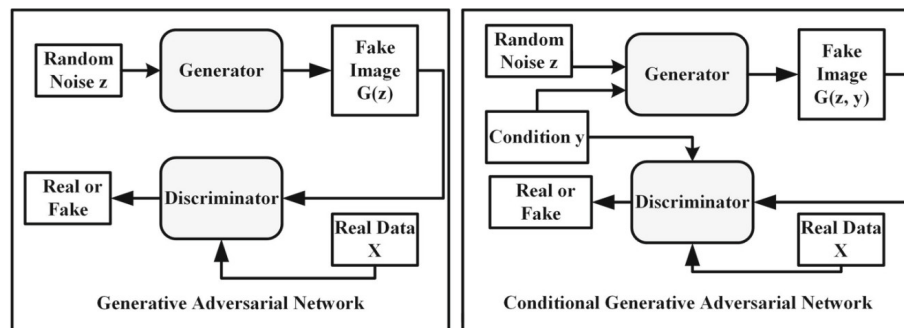 Random
Noise z
Generator
Fake
Image
G(z)
Real or
Fake
Discriminator
Real Data
X
Generative Adversarial Network
Random
Noise z
Generator
Fake
Image
G(z, y)
Condition y
Real or
Fake
Discriminator
Real Data
X
Conditional Generative Adversarial Network